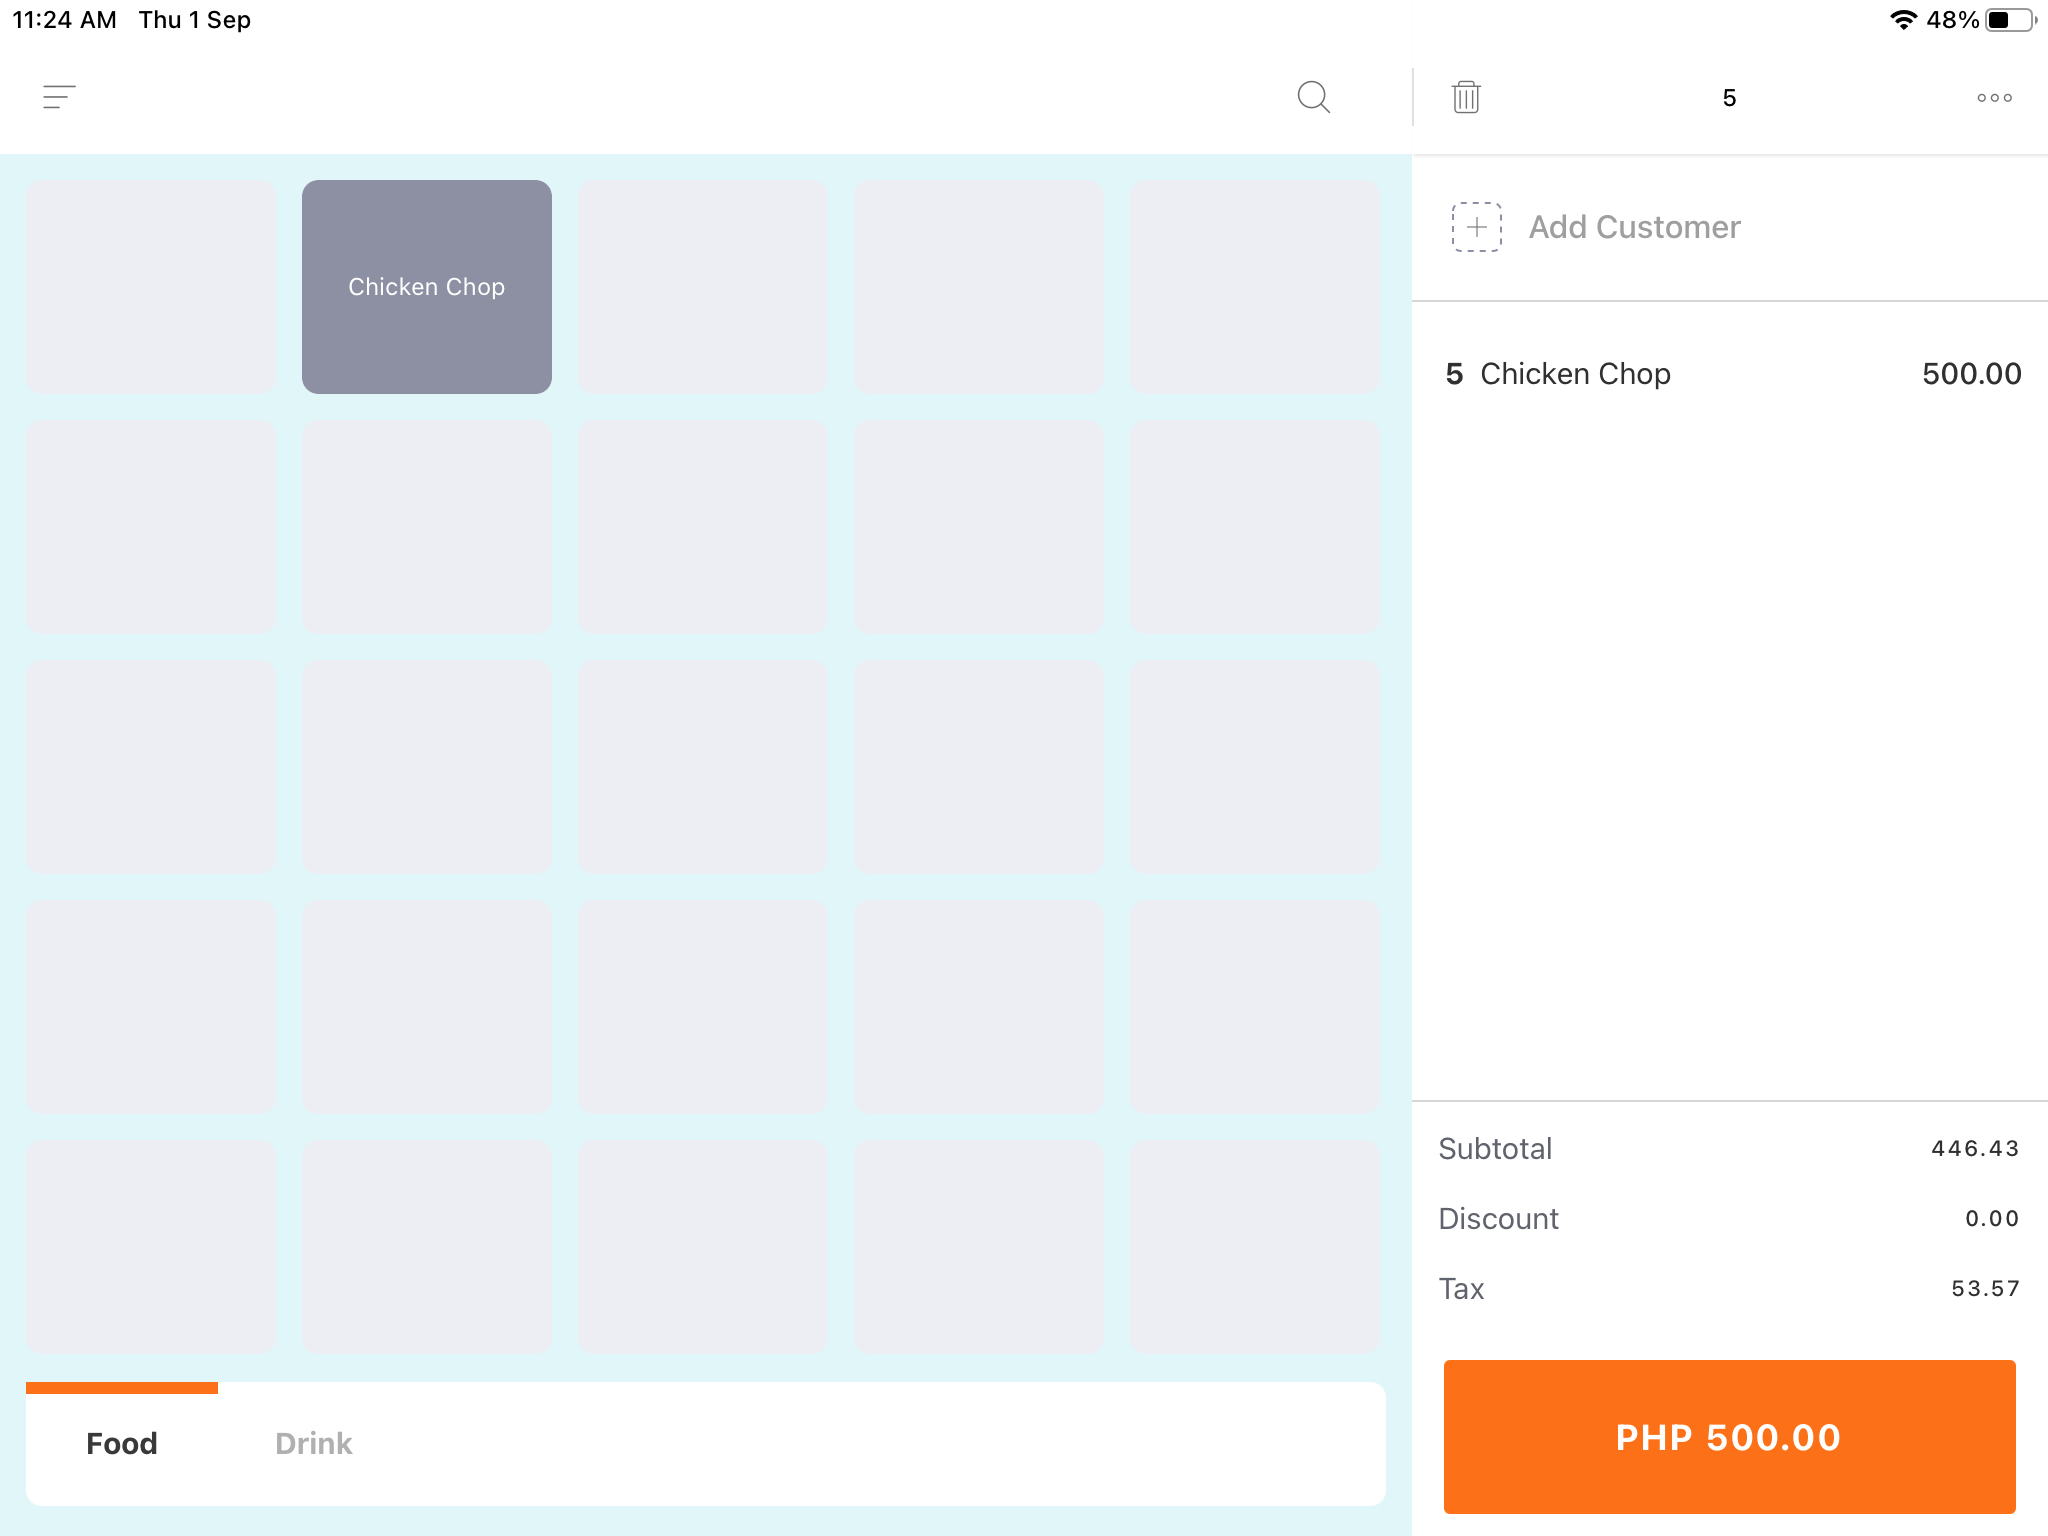 11:24 AM Thu 1 Sep
48%
5
Add Customer
Chicken Chop
5 Chicken Chop 500.00
Subtotal 446.43
Discount 0.00
Tax 53.57
PHP 500.00
Food Drink